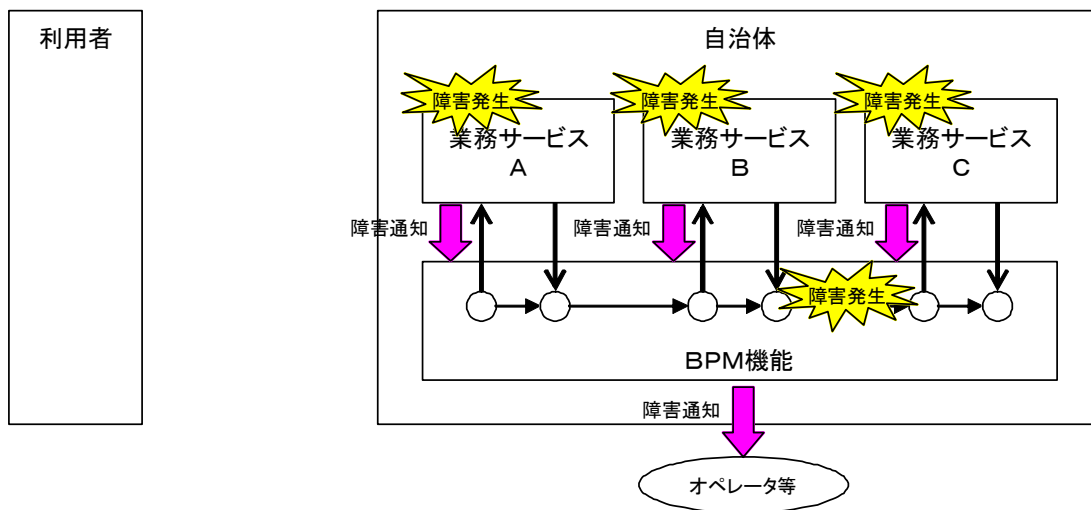 利用者
自治体
障害発生
障害発生
障害発生
業務サービス
A
業務サービス
B
業務サービス
C
障害通知
障害通知
障害通知
障害発生
BPM機能
障害通知
オペレータ等